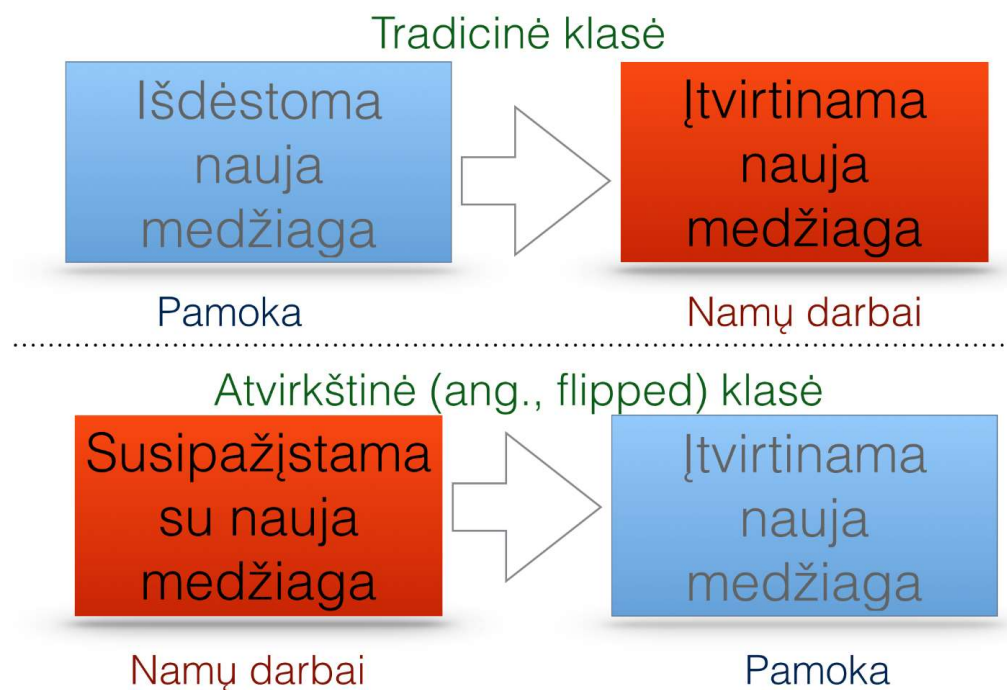 Tradicinė klasė
Išdėstoma
nauja
medžiaga
Įtvirtinama
nauja
medžiaga
Pamoka
Namų darbai
Atvirkštinė (ang., flipped) klasė
Susipažįstama
su nauja
medžiaga
Įtvirtinama
nauja
medžiaga
Namų darbai
Pamoka